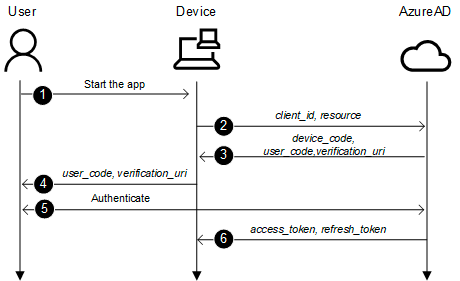 User
Device
AzureAD
1
Start the app
2
client_id, resource
device_code,
3
user_code,verification_uri
user_code, verification_uri
4
Authenticate
5
access_token, refresh_token
6